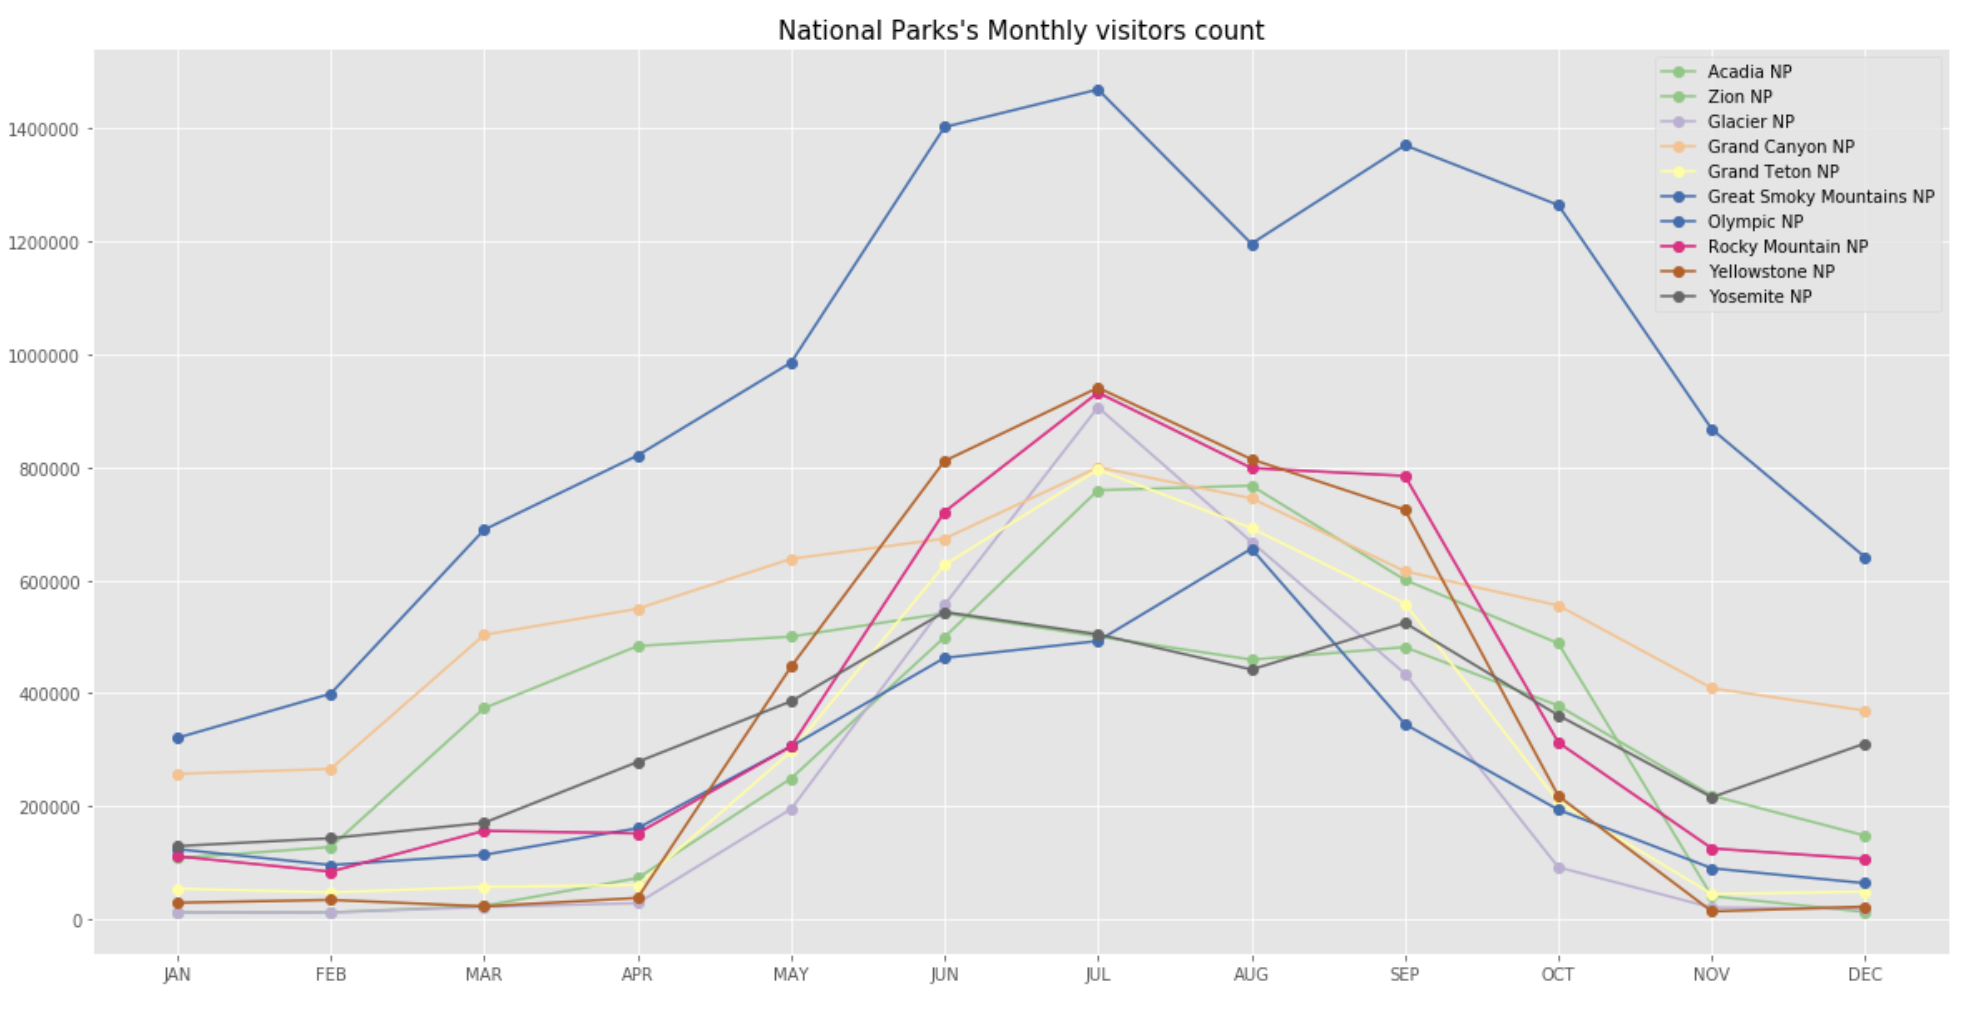 National Parks's Monthly visitors count
Acadia NP
Zion NP
Glacier NP
Grand Canyon NP
Grand Teton NP
Great Smoky Mountains NP
Olympic NP
Rocky Mountain NP
Yellowstone NP
Yosemite NP
1400000
1200000
1000000
800000
600000
400000
200000
0
JAN FEB MAR APR MAY JUN JUL AUG SEP OCT NOV DEC